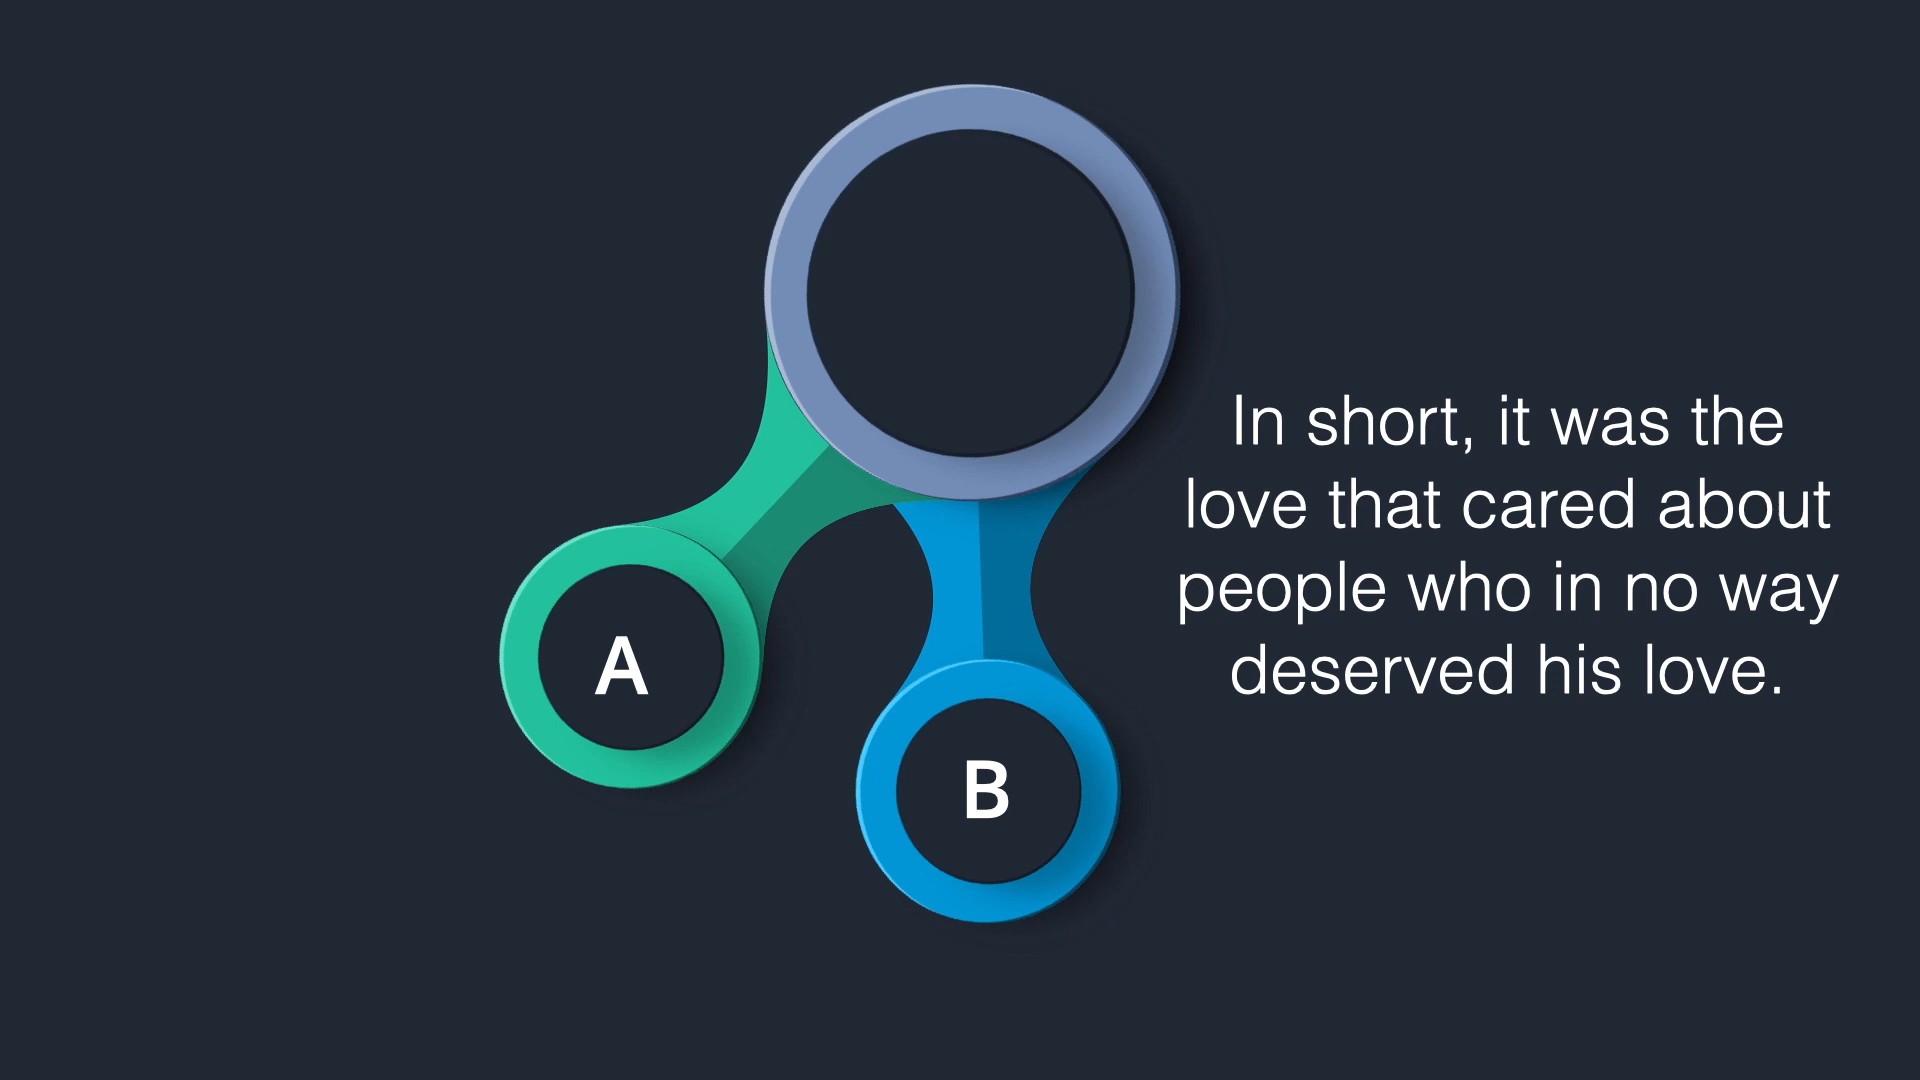 A
B
In short, it was the
love that cared about
people who in no way
deserved his love.